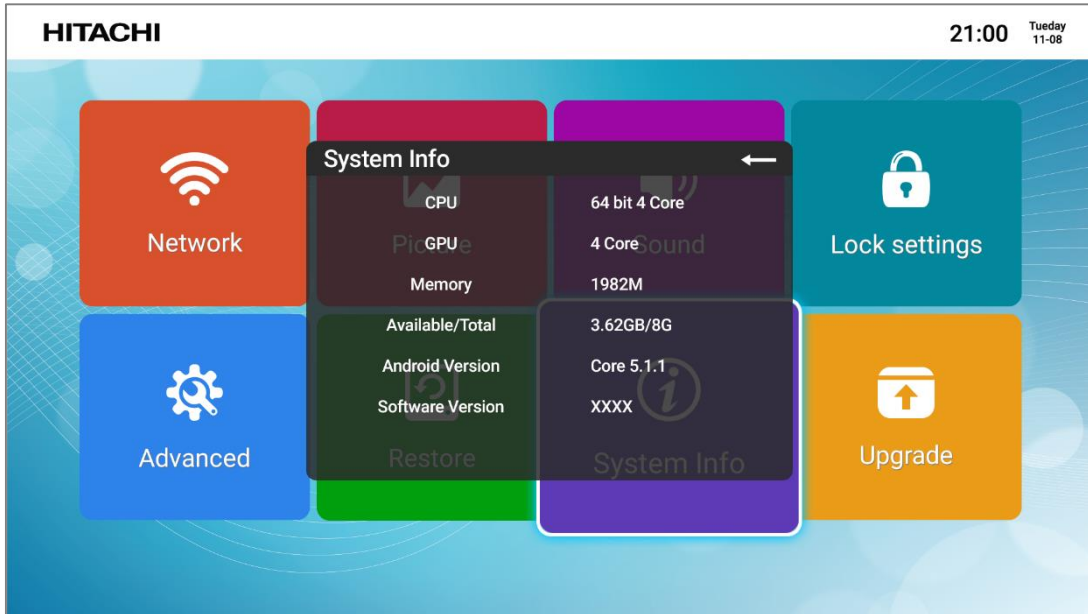 HITACHI
21:00
Tueday
11-08
System Info
CPU 64 bit 4 Core
GPU 4 Core
Memory 1982M
Available/Total 3.62GB/8G
Android Version Core 5.1.1
Software Version XXXX
Network
Picture
Sound
Lock settings
Advanced
Restore
System Info
Upgrade